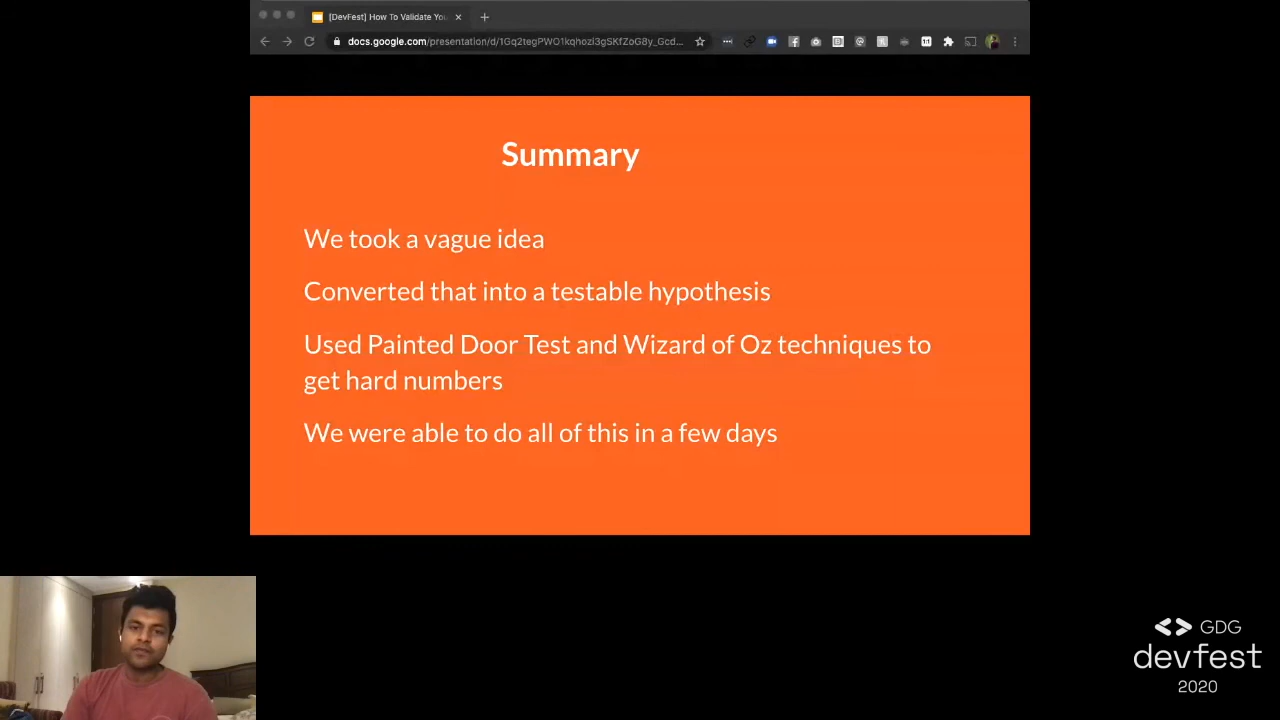 [DevFest] How To Validate You
docs.google.com/presentation/d/1Gq2tegPWO1kqhozi3gSKfZoG8y_Gcd...
Summary
We took a vague idea
Converted that into a testable hypothesis
Used Painted Door Test and Wizard of Oz techniques to
get hard numbers
We were able to do all of this in a few days
GDG
devfest
2020